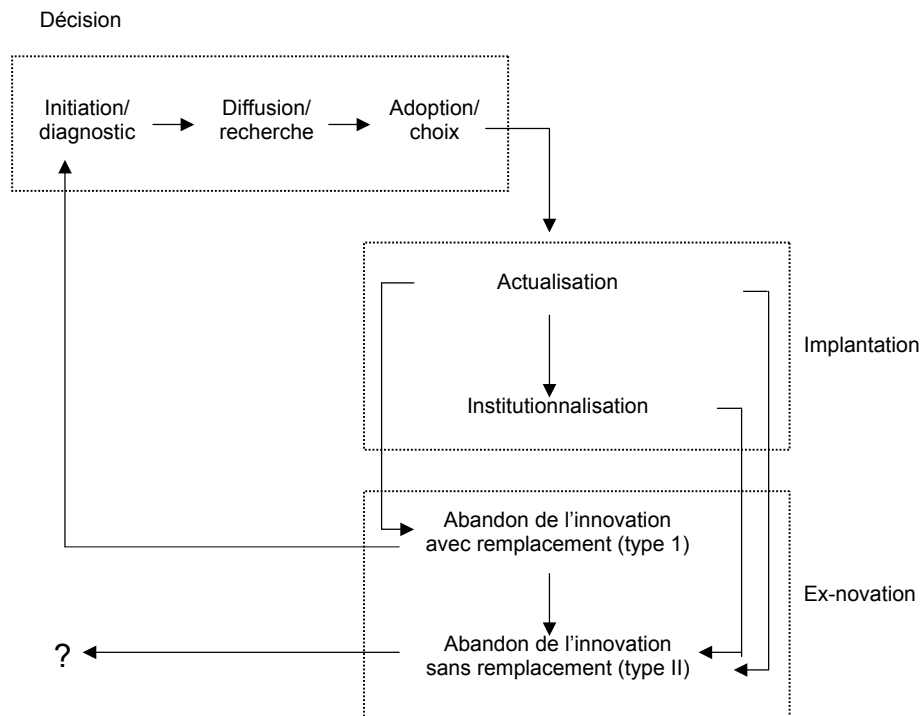 Décision
Initiation/
diagnostic
Diffusion/
recherche
Adoption/
choix
Actualisation
Implantation
Institutionnalisation
Abandon de l’innovation
avec remplacement (type 1)
Ex-novation
Abandon de l’innovation
sans remplacement (type II)
?